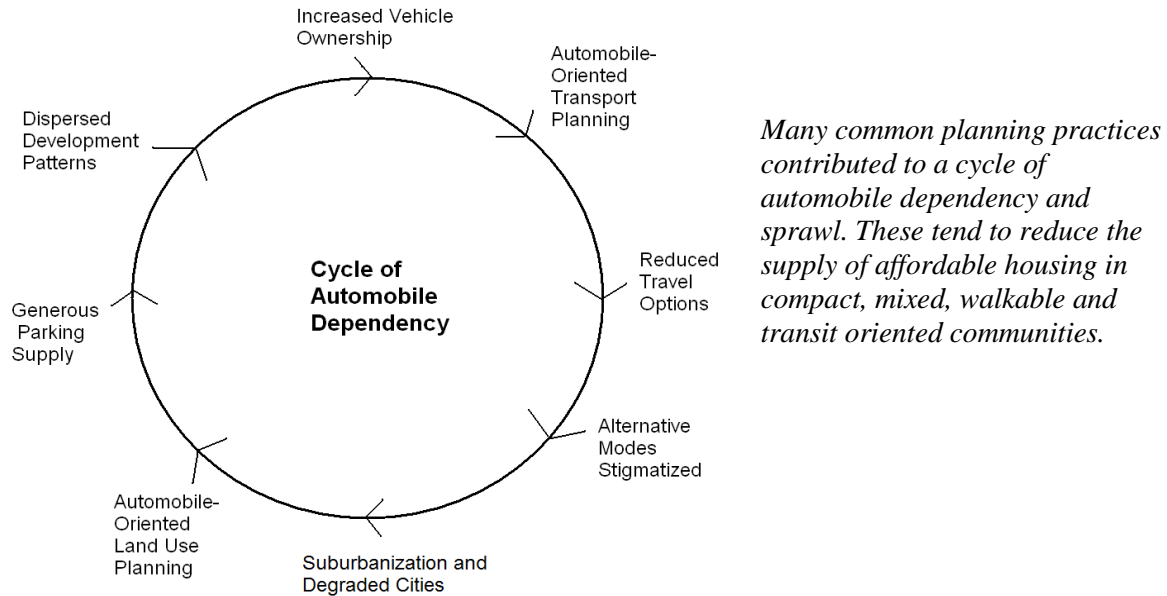 Increased Vehicle
Ownership
Automobile-
Oriented
Transport
Planning
Reduced
Travel
Options
Alternative
Modes
Stigmatized
Suburbanization and
Degraded Cities
Automobile-
Oriented
Land Use
Planning
Generous
Parking
Supply
Dispersed
Development
Patterns
Cycle of
Automobile
Dependency
Many common planning practices
contributed to a cycle of
automobile dependency and
sprawl. These tend to reduce the
supply of affordable housing in
compact, mixed, walkable and
transit oriented communities.